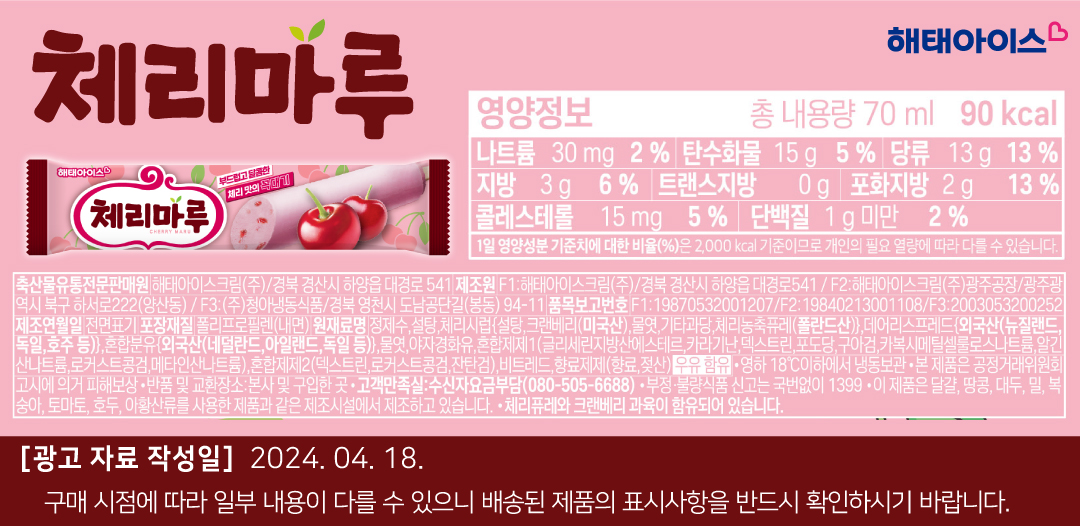 체리마루
해태아이스
해태아이스
부드럽고 달콤한
체리 맛의 막대기
체리마루
CHERRY MARU
영양정보 총 내용량 70 ml 90 kcal
나트륨 30 mg 2 % 탄수화물 15 g 5 % 당류 13 g 13 %
지방 3 g 6 % 트랜스지방 0 g 포화지방 2 g 13 %
콜레스테롤 15 mg 5 % 단백질 1 g 미만 2 %
1일 영양성분 기준치에 대한 비율(%)은 2,000 kcal 기준이므로 개인의 필요 열량에 따라 다를 수 있습니다.
축산물유통전문판매원 해태아이스크림(주)/경북 경산시 하양읍 대경로 541 제조원 F1:해태아이스크림(주)/경북 경산시 하양읍 대경로541 / F2:해태아이스크림(주)광주공장/광주광
역시 북구 하서로222(양산동) / F3:(주)청아냉동식품/경북 영천시 도남공단길(봉동) 94-11 품목보고번호 F1:19870532001207/F2:19840213001108/F3:2003053200252
제조연월일 전면표기 포장재질 폴리프로필렌(내면) 원재료명 정제수,설탕,체리시럽{설탕,크랜베리(미국산),물엿,기타과당,체리농축퓨레(폴란드산)},데어리스프레드{외국산(뉴질랜드,
독일,호주 등)},혼합분유{외국산(네덜란드,아일랜드,독일 등)},물엿,야자경화유,혼합제제1(글리세린지방산에스테르,카라기난,덱스트린,포도당,구아검,카복시메틸셀룰로스나트륨,알긴
산나트륨,로커스트콩검,메타인산나트륨),혼합제제2(덱스트린,로커스트콩검,잔탄검),비트레드,향료제제(향료,젖산) 우유 함유 •영하 18℃이하에서 냉동보관 •본 제품은 공정거래위원회
고시에 의거 피해보상 •반품 및 교환장소:본사 및 구입한 곳 •고객만족실:수신자요금부담(080-505-6688) •부정·불량식품 신고는 국번없이 1399 •이 제품은 달걀, 땅콩, 대두, 밀, 복
숭아, 토마토, 호두, 아황산류를 사용한 제품과 같은 제조시설에서 제조하고 있습니다. •체리퓨레와 크랜베리 과육이 함유되어 있습니다.
[광고 자료 작성일] 2024. 04. 18.
구매 시점에 따라 일부 내용이 다를 수 있으니 배송된 제품의 표시사항을 반드시 확인하시기 바랍니다.